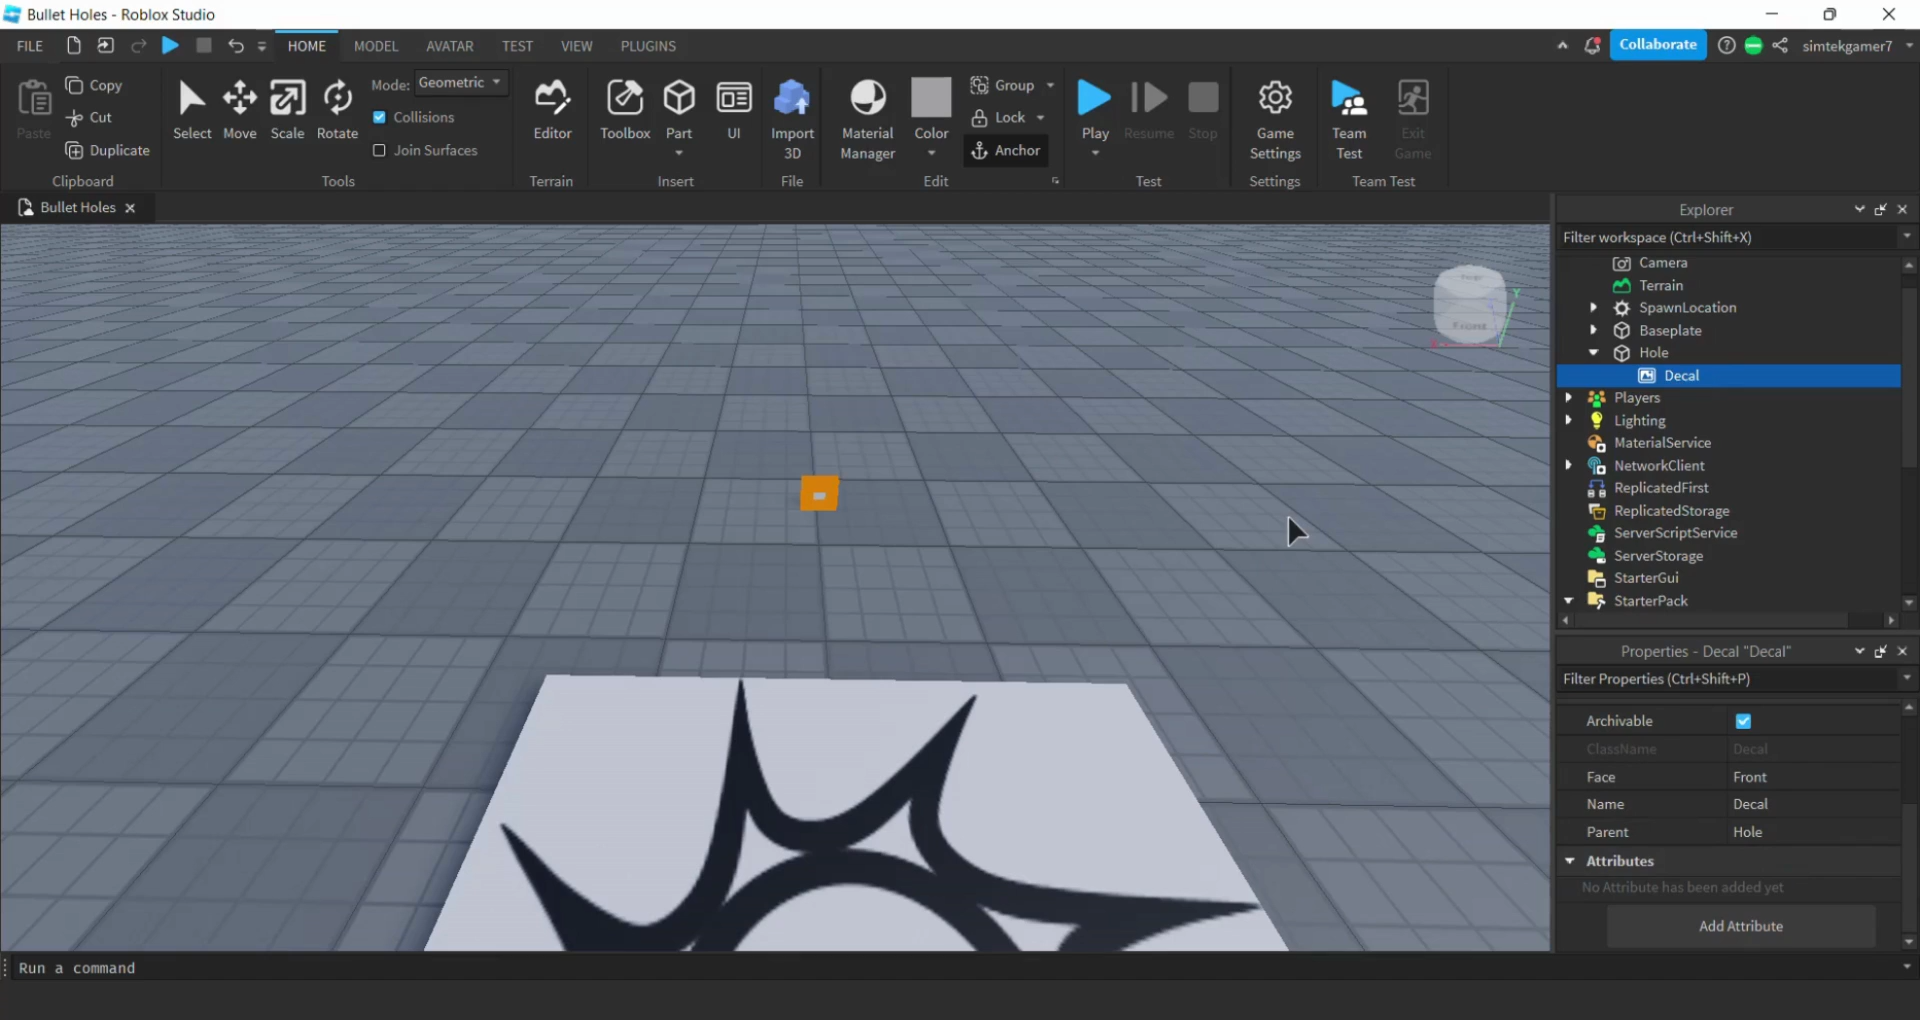 Bullet Holes - Roblox Studio
FILE HOME MODEL AVATAR TEST VIEW PLUGINS Collaborate simtekgamer7
Paste Copy Cut Duplicate
Clipboard
Select Move Scale Rotate Mode: Geometric
Collisions
Join Surfaces
Tools
Editor
Terrain
Toolbox Part UI
Insert
Import
3D
File
Material
Manager
Color
Group
Lock
Anchor
Edit
Play Resume Stop
Test
Game
Settings
Settings
Team
Test
Exit
Game
Team Test
Bullet Holes
Explorer
Filter workspace (Ctrl+Shift+X)
Camera
Terrain
SpawnLocation
Baseplate
Hole
Decal
Players
Lighting
MaterialService
NetworkClient
ReplicatedFirst
ReplicatedStorage
ServerScriptService
ServerStorage
StarterGui
StarterPack
Properties - Decal "Decal"
Filter Properties (Ctrl+Shift+P)
Archivable
ClassName Decal
Face Front
Name Decal
Parent Hole
Attributes
No Attribute has been added yet
Add Attribute
Run a command